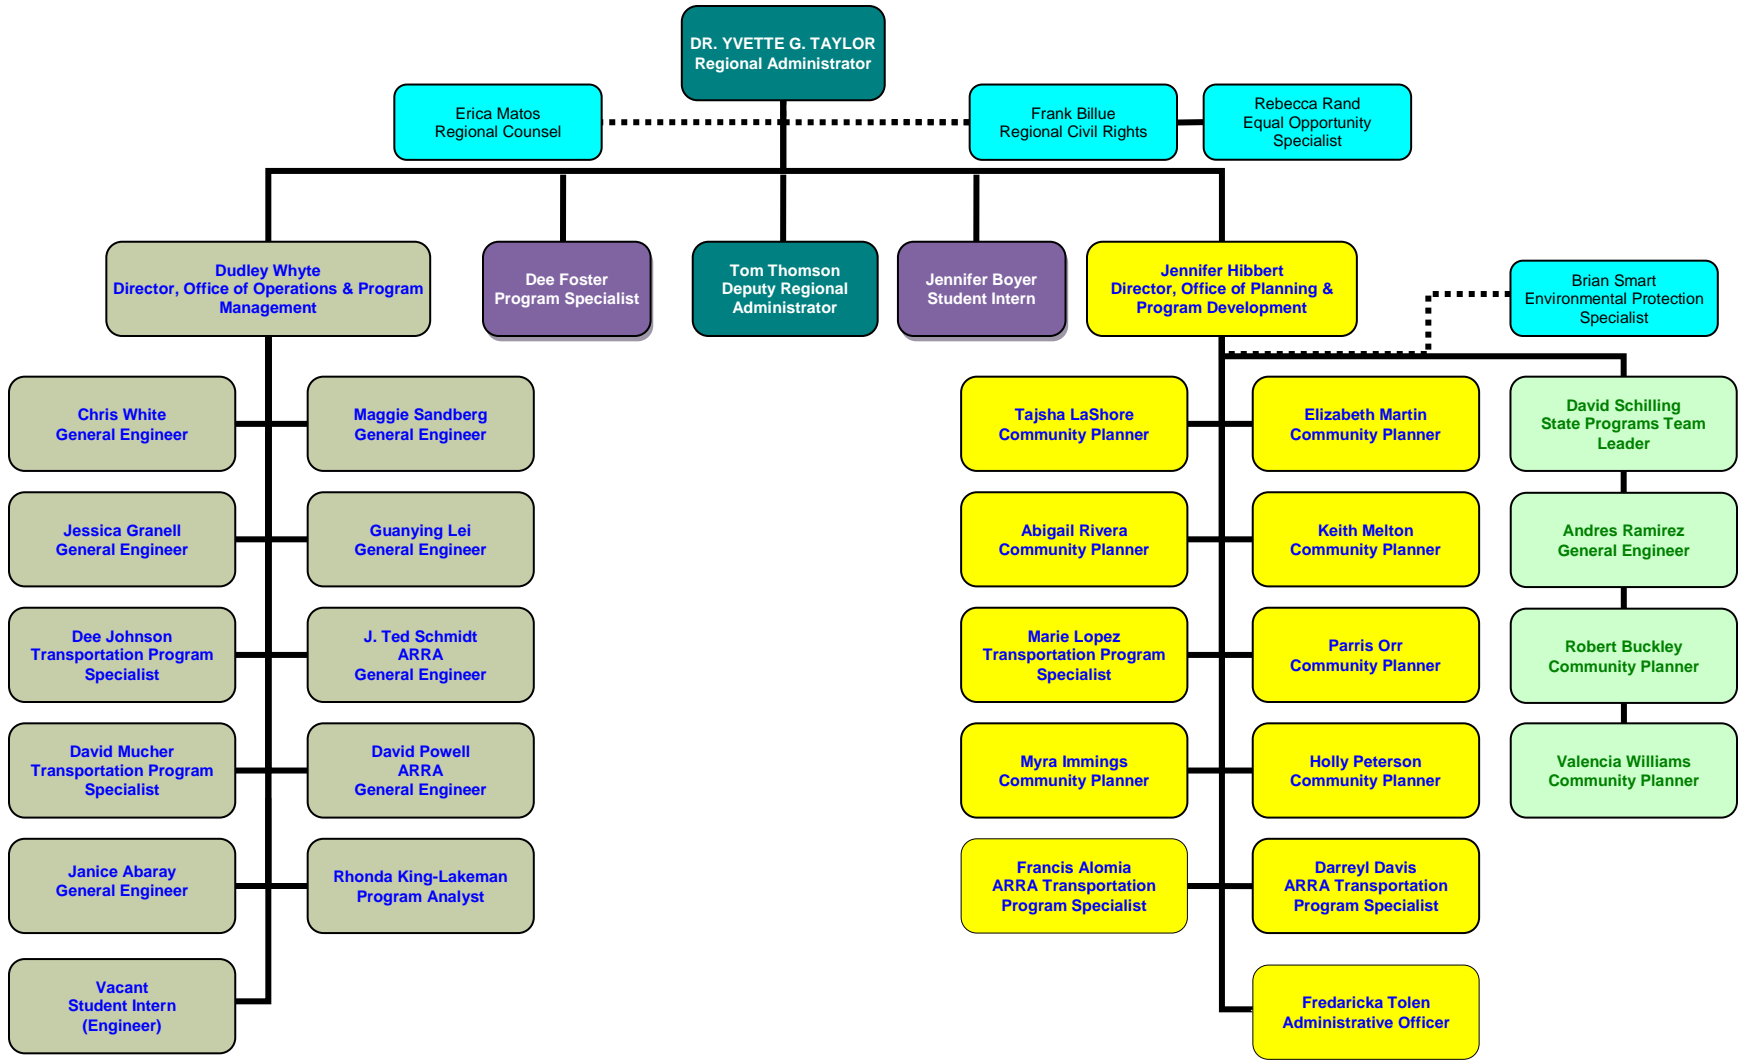 DR. YVETTE G. TAYLOR
Regional Administrator
Erica Matos
Regional Counsel
Frank Billue
Regional Civil Rights
Rebecca Rand
Equal Opportunity
Specialist
Dudley Whyte
Director, Office of Operations & Program
Management
Dee Foster
Program Specialist
Tom Thomson
Deputy Regional
Administrator
Jennifer Boyer
Student Intern
Jennifer Hibbert
Director, Office of Planning &
Program Development
Brian Smart
Environmental Protection
Specialist
Chris White
General Engineer
Maggie Sandberg
General Engineer
Tajsha LaShore
Community Planner
Elizabeth Martin
Community Planner
David Schilling
State Programs Team
Leader
Jessica Granell
General Engineer
Guanying Lei
General Engineer
Abigail Rivera
Community Planner
Keith Melton
Community Planner
Andres Ramirez
General Engineer
Dee Johnson
Transportation Program
Specialist
J. Ted Schmidt
ARRA
General Engineer
Marie Lopez
Transportation Program
Specialist
Parris Orr
Community Planner
Robert Buckley
Community Planner
David Mucher
Transportation Program
Specialist
David Powell
ARRA
General Engineer
Myra Immings
Community Planner
Holly Peterson
Community Planner
Valencia Williams
Community Planner
Janice Abaray
General Engineer
Rhonda King-Lakeman
Program Analyst
Francis Alomia
ARRA Transportation
Program Specialist
Darreyl Davis
ARRA Transportation
Program Specialist
Vacant
Student Intern
(Engineer)
Fredaricka Tolen
Administrative Officer